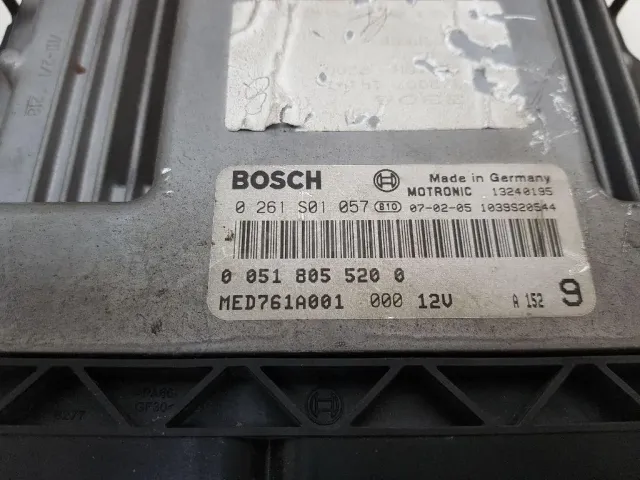 BOSCH Made in Germany
MOTRONIC 13240195
0 261 S01 057 B10 07-02-05 1039S20544
0 051 805 520 0
MED761A001 000 12V A 152 9